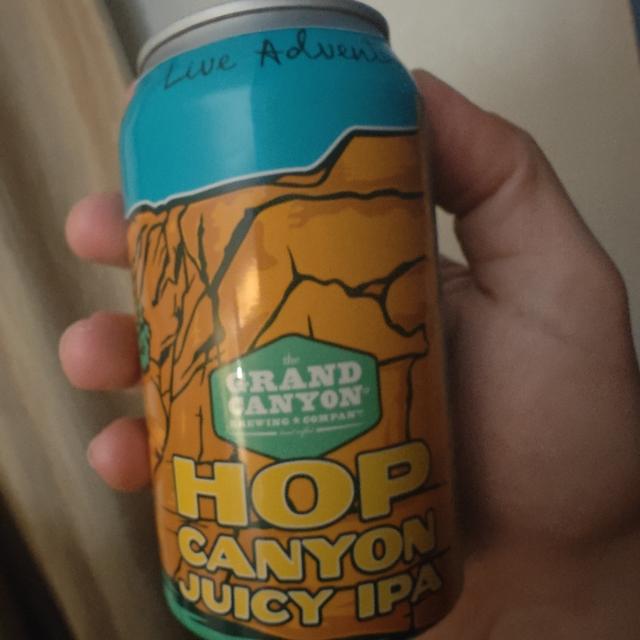 Live
the
GRAND
CANYON
BREWING + COMPANY
HOP
CANYON
JUICY IPA